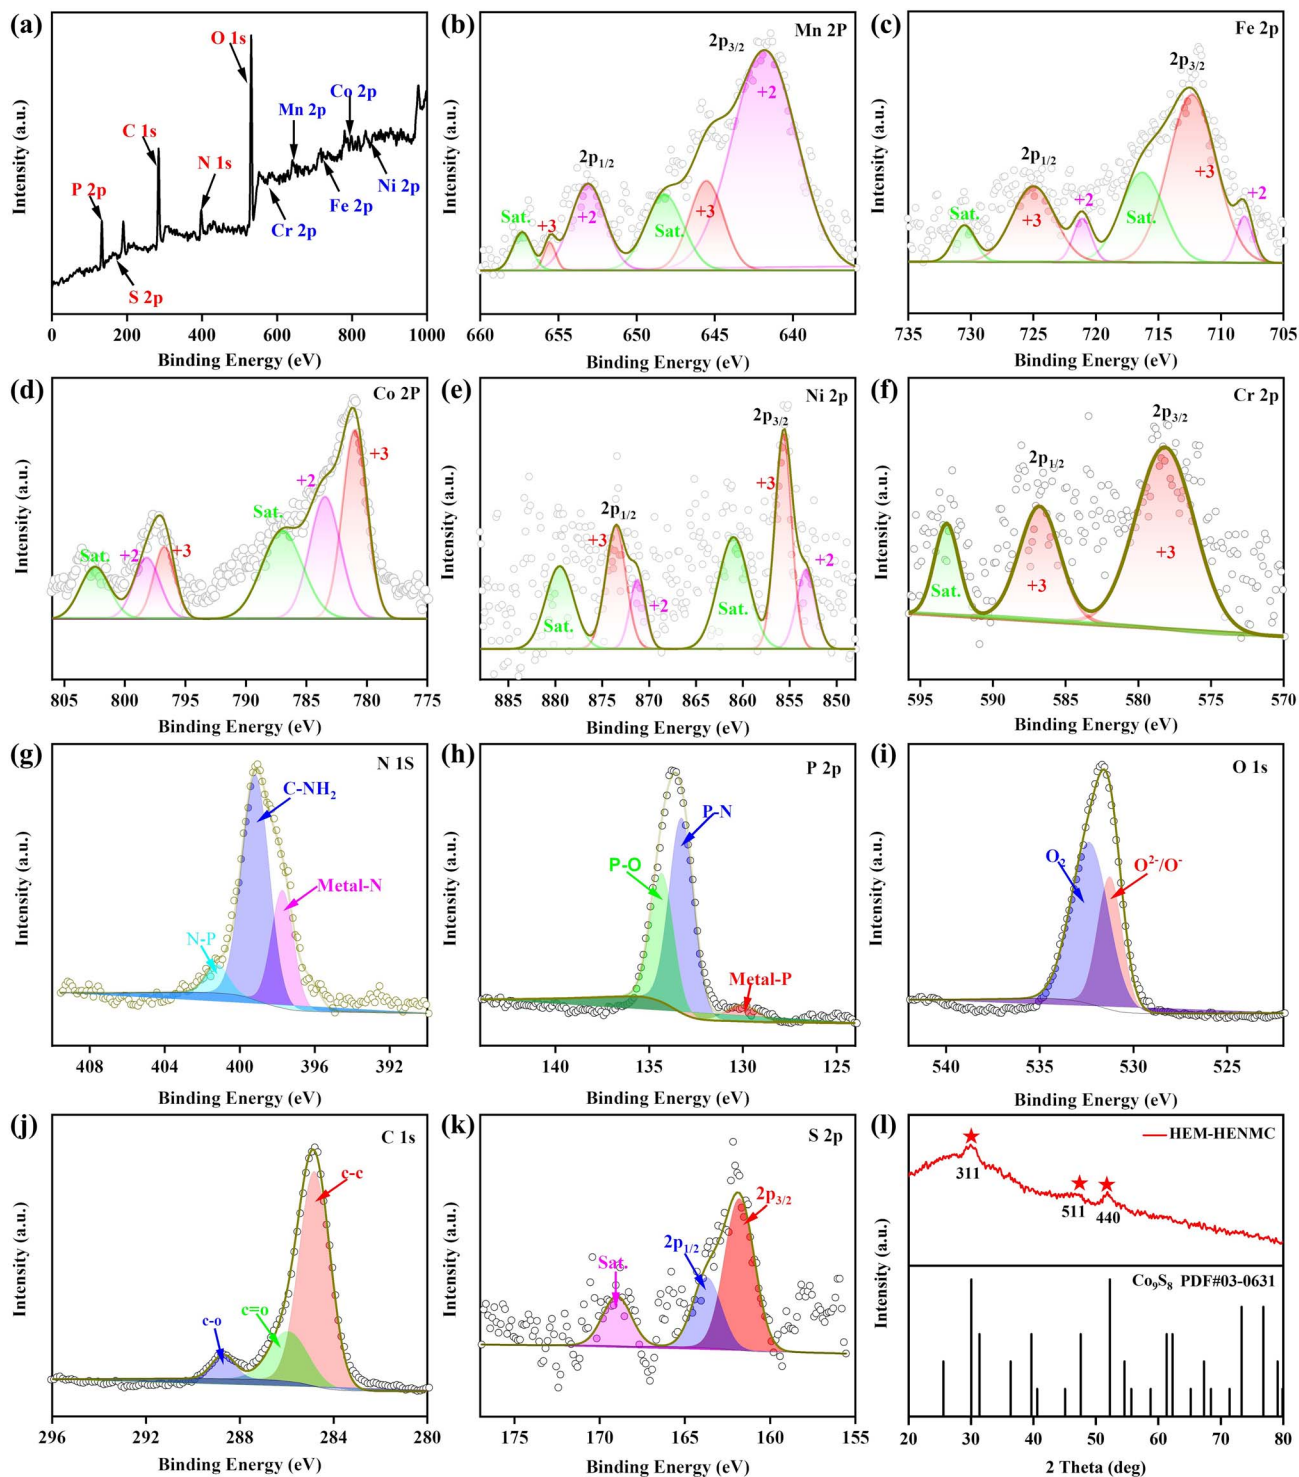 (a)
O 1s
C 1s
P 2p
N 1s
S 2p
Co 2p
Mn 2p
Ni 2p
Fe 2p
Cr 2p
Intensity (a.u.)
0 200 400 600 800 1000
Binding Energy (eV)
(b)
Mn 2P
2p3/2
+2
2p1/2
Sat. +3 +2 Sat. +3
Intensity (a.u.)
660 655 650 645 640
Binding Energy (eV)
(c)
Fe 2p
2p3/2
2p1/2
Sat. +3 +2 Sat. +3 +2
Intensity (a.u.)
735 730 725 720 715 710 705
Binding Energy (eV)
(d)
Co 2P
Sat. +2 +3 Sat. +2 +3
Intensity (a.u.)
805 800 795 790 785 780 775
Binding Energy (eV)
(e)
Ni 2p
2p3/2
2p1/2
Sat. +3 +2 Sat. +3 +2
Intensity (a.u.)
885 880 875 870 865 860 855 850
Binding Energy (eV)
(f)
Cr 2p
2p3/2
2p1/2
Sat. +3 +3
Intensity (a.u.)
595 590 585 580 575 570
Binding Energy (eV)
(g)
N 1S
C-NH2
Metal-N
N-P
Intensity (a.u.)
408 404 400 396 392
Binding Energy (eV)
(h)
P 2p
P-N
P-O
Metal-P
Intensity (a.u.)
140 135 130 125
Binding Energy (eV)
(i)
O 1s
O2
O2-/O-
Intensity (a.u.)
540 535 530 525
Binding Energy (eV)
(j)
C 1s
c-c
c=o
c-o
Intensity (a.u.)
296 292 288 284 280
Binding Energy (eV)
(k)
S 2p
2p3/2
2p1/2
Sat.
Intensity (a.u.)
175 170 165 160 155
Binding Energy (eV)
(l)
HEM-HENMC
311
511 440
Co9S8 PDF#03-0631
Intensity (a.u.)
20 30 40 50 60 70 80
2 Theta (deg)